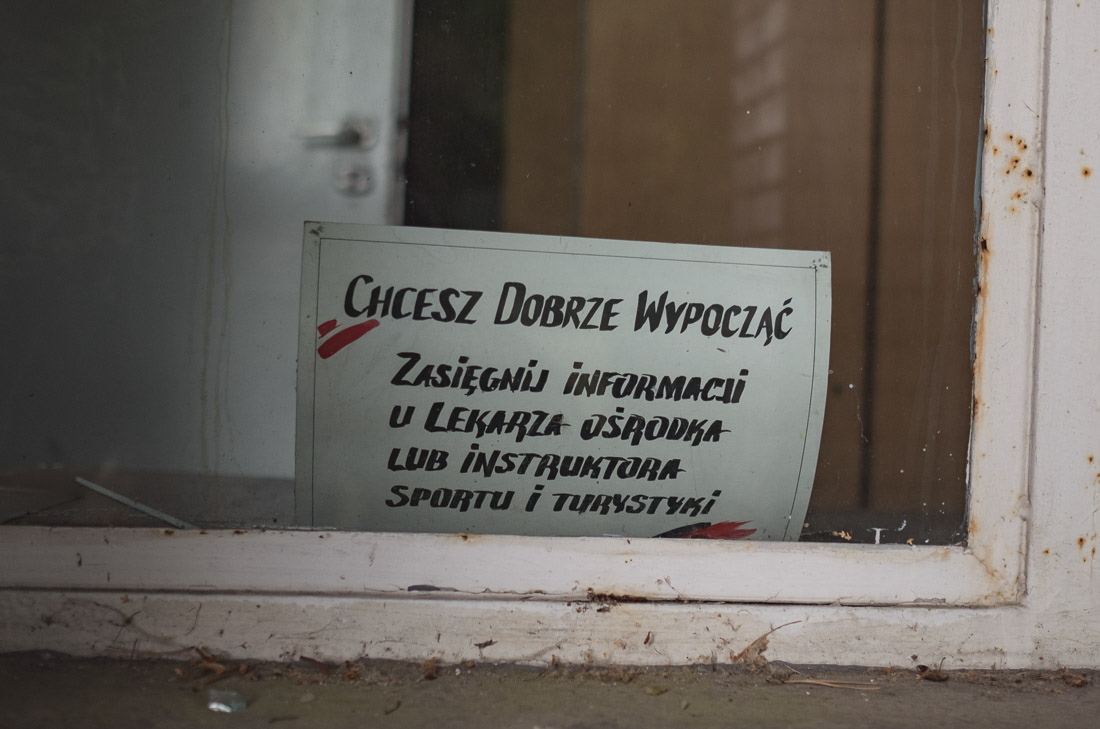 Chcesz Dobrze Wypocząć
Zasięgnij informacji
u Lekarza ośrodka
lub instruktora
sportu i turystyki